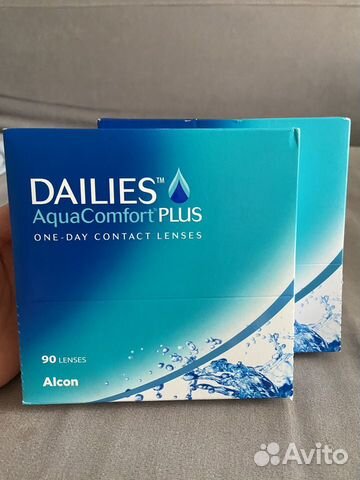 DAILIES™
AquaComfort® PLUS
ONE-DAY CONTACT LENSES
90 LENSES
Alcon
Avito